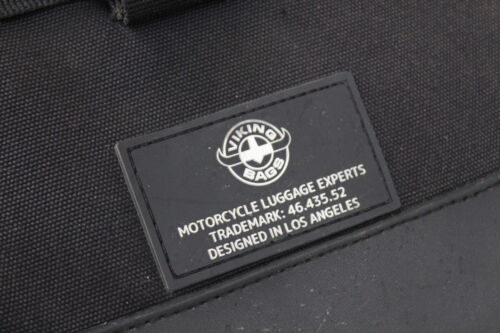 VIKING
BAGS
MOTORCYCLE LUGGAGE EXPERTS
TRADEMARK: 46.435.52
DESIGNED IN LOS ANGELES